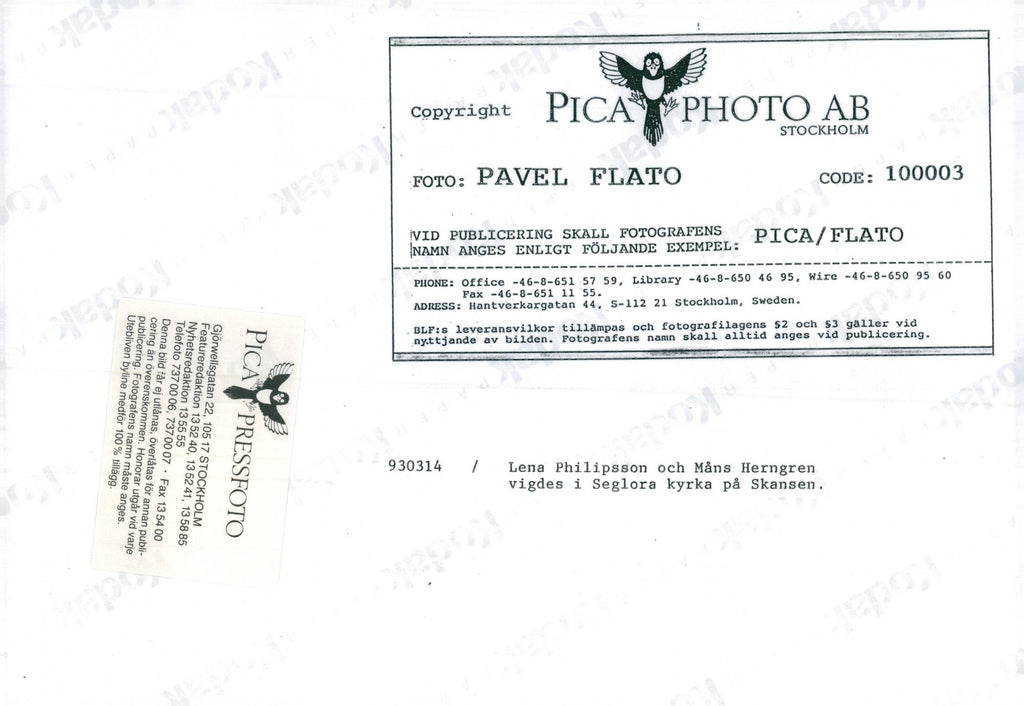 Copyright PICA PHOTO AB
STOCKHOLM
FOTO: PAVEL FLATO CODE: 100003
VID PUBLICERING SKALL FOTOGRAFENS
NAMN ANGES ENLIGT FÖLJANDE EXEMPEL: PICA/FLATO
PHONE: Office -46-8-651 57 59, Library -46-8-650 46 95, Wire -46-8-650 95 60
Fax -46-8-651 11 55.
ADRESS: Hantverkargatan 44, S-112 21 Stockholm, Sweden.
BLF:s leveransvilkor tillämpas och fotografilagens §2 och §3 gäller vid
nyttjande av bilden. Fotografens namn skall alltid anges vid publicering.
930314 / Lena Philipsson och Måns Herngren
vigdes i Seglora kyrka på Skansen.
PICA PRESSFOTO
Gjörwellsgatan 22, 105 17 STOCKHOLM
Featureredaktion 13 52 40, 13 52 41, 13 58 85
Nyhetsredaktion 13 55 55
Telefoto 737 00 06, 737 00 07 · Fax 13 54 00
Denna bild får ej utlånas, överlåtas för annan publi-
cering än överenskommen. Honorar utgår vid varje
publicering. Fotografens namn måste anges.
Utebliven byline medför 100% tillägg.
Kodak
Kodak
Kodak
Kodak
Kodak
Kodak